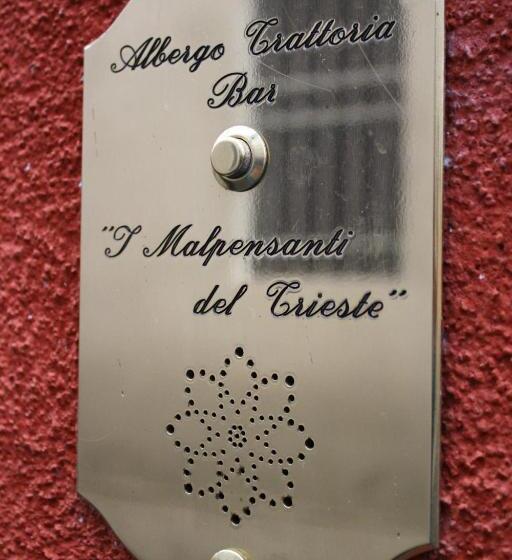 Albergo Trattoria
Bar
"I Malpensanti
del Trieste"